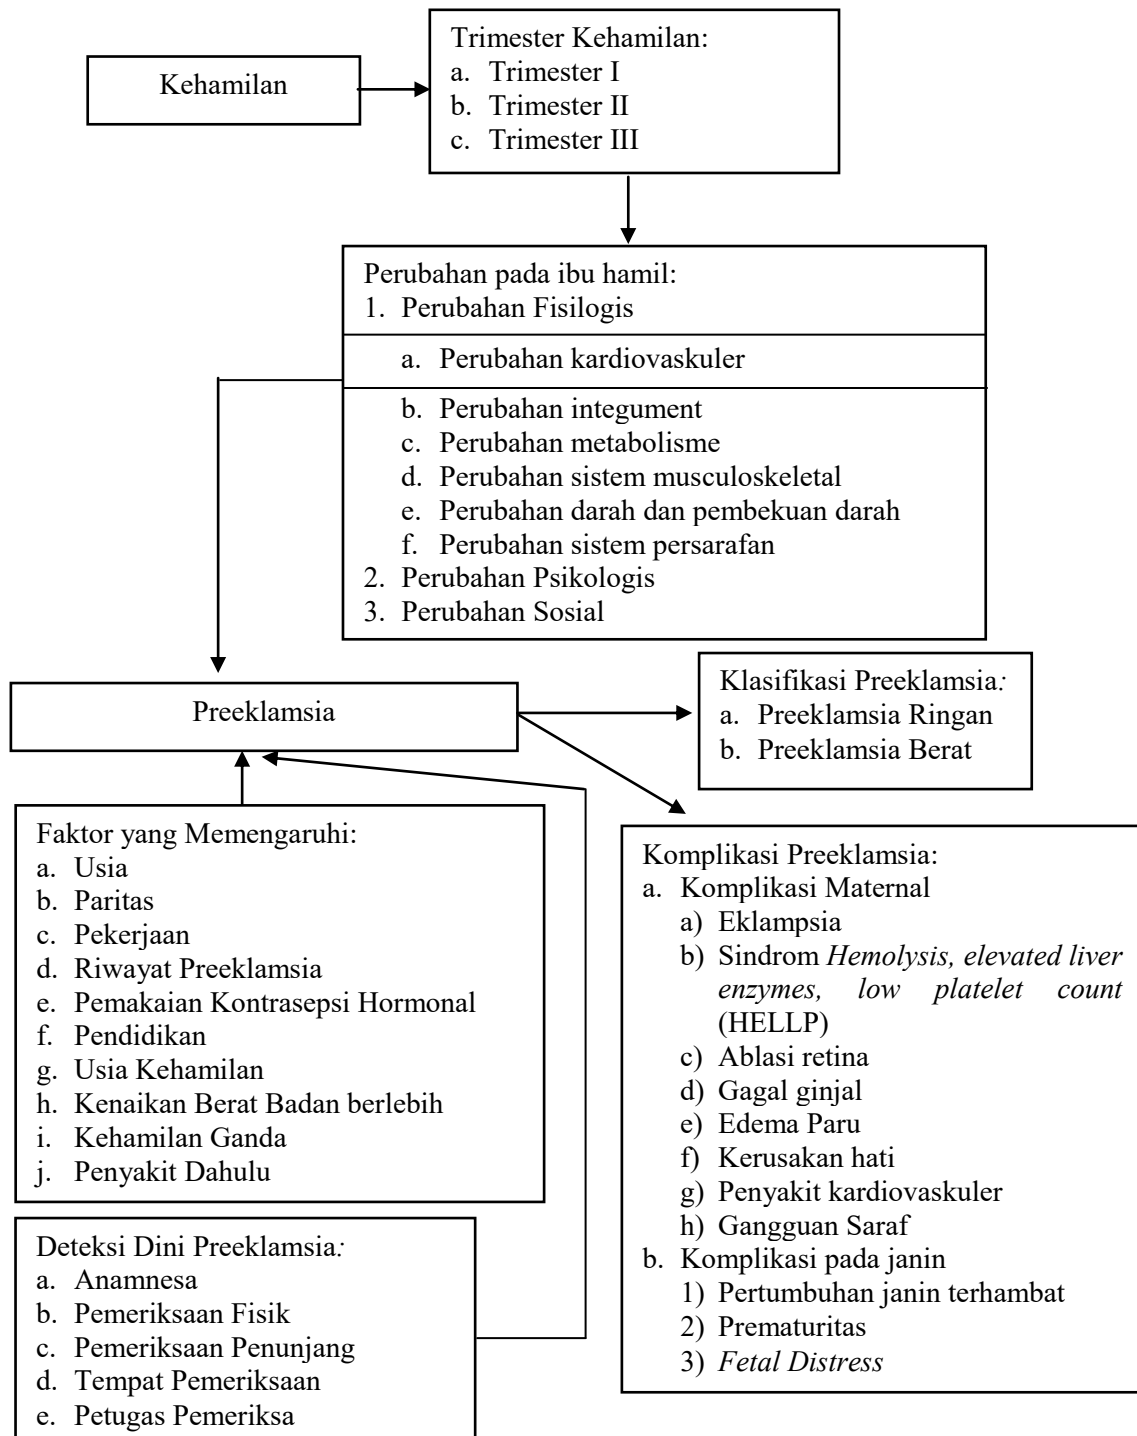 Kehamilan
Trimester Kehamilan:
a. Trimester I
b. Trimester II
c. Trimester III
Perubahan pada ibu hamil:
1. Perubahan Fisilogis
a. Perubahan kardiovaskuler
b. Perubahan integument
c. Perubahan metabolisme
d. Perubahan sistem musculoskeletal
e. Perubahan darah dan pembekuan darah
f. Perubahan sistem persarafan
2. Perubahan Psikologis
3. Perubahan Sosial
Preeklamsia
Klasifikasi Preeklamsia:
a. Preeklamsia Ringan
b. Preeklamsia Berat
Faktor yang Memengaruhi:
a. Usia
b. Paritas
c. Pekerjaan
d. Riwayat Preeklamsia
e. Pemakaian Kontrasepsi Hormonal
f. Pendidikan
g. Usia Kehamilan
h. Kenaikan Berat Badan berlebih
i. Kehamilan Ganda
j. Penyakit Dahulu
Komplikasi Preeklamsia:
a. Komplikasi Maternal
a) Eklampsia
b) Sindrom Hemolysis, elevated liver
enzymes, low platelet count
(HELLP)
c) Ablasi retina
d) Gagal ginjal
e) Edema Paru
f) Kerusakan hati
g) Penyakit kardiovaskuler
h) Gangguan Saraf
b. Komplikasi pada janin
1) Pertumbuhan janin terhambat
2) Prematuritas
3) Fetal Distress
Deteksi Dini Preeklamsia:
a. Anamnesa
b. Pemeriksaan Fisik
c. Pemeriksaan Penunjang
d. Tempat Pemeriksaan
e. Petugas Pemeriksa